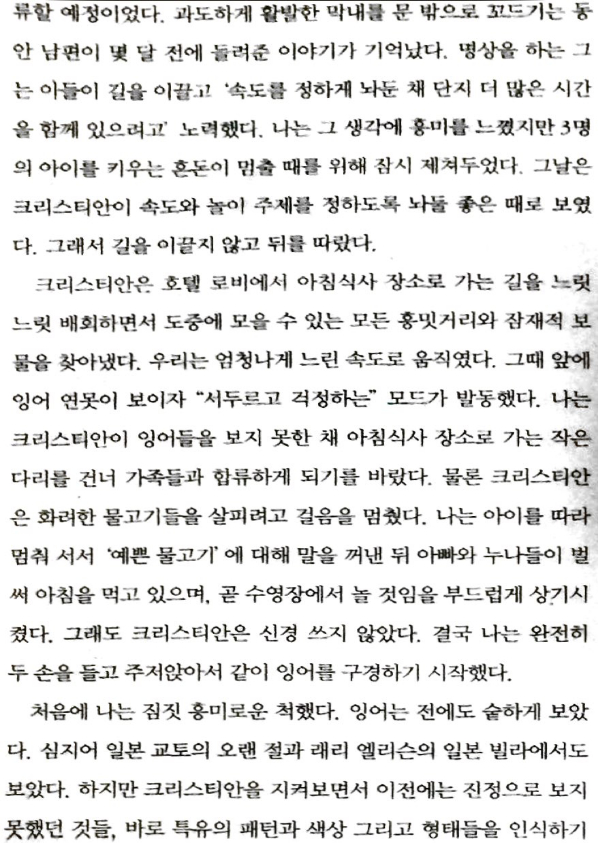 류할 예정이었다. 과도하게 활발한 막내를 문 밖으로 꼬드기는 동
안 남편이 몇 달 전에 들려준 이야기가 기억났다. 명상을 하는 그
는 아들이 길을 이끌고 ‘속도를 정하게 놔둔 채 단지 더 많은 시간
을 함께 있으려고’ 노력했다. 나는 그 생각에 흥미를 느꼈지만 3명
의 아이를 키우는 혼돈이 멈출 때를 위해 잠시 제쳐두었다. 그날은
크리스티안이 속도와 놀이 주제를 정하도록 놔둘 좋은 때로 보였
다. 그래서 길을 이끌지 않고 뒤를 따랐다.
크리스티안은 호텔 로비에서 아침식사 장소로 가는 길을 느릿
느릿 배회하면서 도중에 모을 수 있는 모든 흥밋거리와 잠재적 보
물을 찾아냈다. 우리는 엄청나게 느린 속도로 움직였다. 그때 앞에
잉어 연못이 보이자 “서두르고 걱정하는” 모드가 발동했다. 나는
크리스티안이 잉어들을 보지 못한 채 아침식사 장소로 가는 작은
다리를 건너 가족들과 합류하게 되기를 바랐다. 물론 크리스티안
은 화려한 물고기들을 살피려고 걸음을 멈췄다. 나는 아이를 따라
멈춰 서서 ‘예쁜 물고기’에 대해 말을 꺼낸 뒤 아빠와 누나들이 벌
써 아침을 먹고 있으며, 곧 수영장에서 놀 것임을 부드럽게 상기시
켰다. 그래도 크리스티안은 신경 쓰지 않았다. 결국 나는 완전히
두 손을 들고 주저앉아서 같이 잉어를 구경하기 시작했다.
처음에 나는 짐짓 흥미로운 척했다. 잉어는 전에도 숱하게 보았
다. 심지어 일본 교토의 오랜 절과 래리 엘리슨의 일본 빌라에서도
보았다. 하지만 크리스티안을 지켜보면서 이전에는 진정으로 보지
못했던 것들, 바로 특유의 패턴과 색상 그리고 형태들을 인식하기